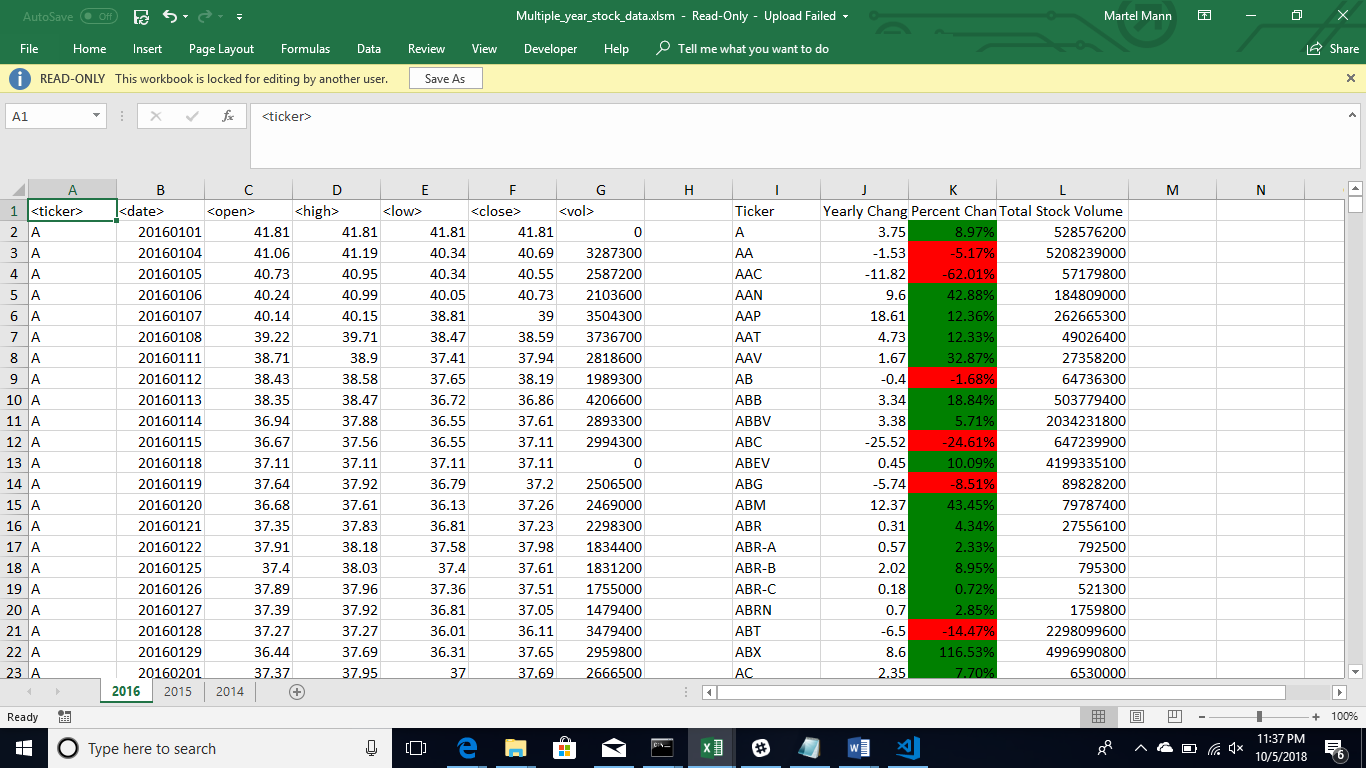 AutoSave Off Multiple_year_stock_data.xlsm - Read-Only - Upload Failed Martel Mann
File Home Insert Page Layout Formulas Data Review View Developer Help Tell me what you want to do Share
READ-ONLY This workbook is locked for editing by another user. Save As
A1 fx <ticker>
A B C D E F G H I J K L M N
1 <ticker> <date> <open> <high> <low> <close> <vol> Ticker Yearly Chang Percent Chan Total Stock Volume
2 A 20160101 41.81 41.81 41.81 41.81 0 A 3.75 8.97% 528576200
3 A 20160104 41.06 41.19 40.34 40.69 3287300 AA -1.53 -5.17% 5208239000
4 A 20160105 40.73 40.95 40.34 40.55 2587200 AAC -11.82 -62.01% 57179800
5 A 20160106 40.24 40.99 40.05 40.73 2103600 AAN 9.6 42.88% 184809000
6 A 20160107 40.14 40.15 38.81 39 3504300 AAP 18.61 12.36% 262665300
7 A 20160108 39.22 39.71 38.47 38.59 3736700 AAT 4.73 12.33% 49026400
8 A 20160111 38.71 38.9 37.41 37.94 2818600 AAV 1.67 32.87% 27358200
9 A 20160112 38.43 38.58 37.65 38.19 1989300 AB -0.4 -1.68% 64736300
10 A 20160113 38.35 38.47 36.72 36.86 4206600 ABB 3.34 18.84% 503779400
11 A 20160114 36.94 37.88 36.55 37.61 2893300 ABBV 3.38 5.71% 2034231800
12 A 20160115 36.67 37.56 36.55 37.11 2994300 ABC -25.52 -24.61% 647239900
13 A 20160118 37.11 37.11 37.11 37.11 0 ABEV 0.45 10.09% 4199335100
14 A 20160119 37.64 37.92 36.79 37.2 2506500 ABG -5.74 -8.51% 89828200
15 A 20160120 36.68 37.61 36.13 37.26 2469000 ABM 12.37 43.45% 79787400
16 A 20160121 37.35 37.83 36.81 37.23 2298300 ABR 0.31 4.34% 27556100
17 A 20160122 37.91 38.18 37.58 37.98 1834400 ABR-A 0.57 2.33% 792500
18 A 20160125 37.4 38.03 37.4 37.61 1831200 ABR-B 2.02 8.95% 795300
19 A 20160126 37.89 37.96 37.36 37.51 1755000 ABR-C 0.18 0.72% 521300
20 A 20160127 37.39 37.92 36.81 37.05 1479400 ABRN 0.7 2.85% 1759800
21 A 20160128 37.27 37.27 36.01 36.11 3479400 ABT -6.5 -14.47% 2298099600
22 A 20160129 36.44 37.69 36.31 37.65 2959800 ABX 8.6 116.53% 4996990800
23 A 20160201 37.37 37.95 37 37.69 2666500 AC 2.35 7.70% 6530000
2016 2015 2014
Ready 100%
Type here to search 11:37 PM
10/5/2018 6